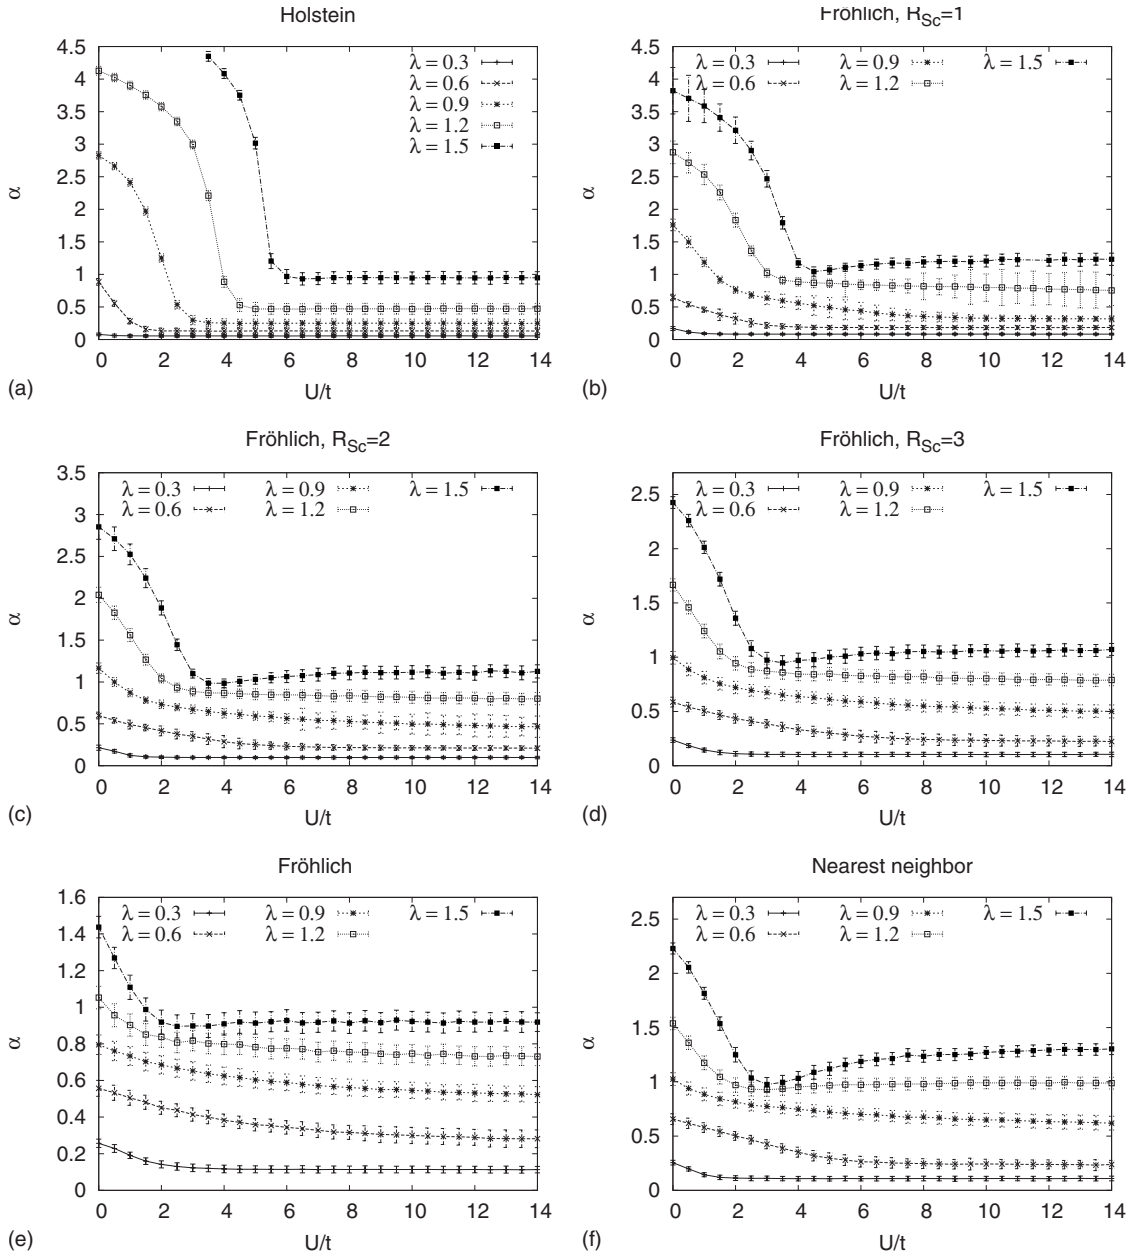 Holstein
4.5
4
3.5
3
2.5
2
1.5
1
0.5
0
α
λ = 0.3
λ = 0.6
λ = 0.9
λ = 1.2
λ = 1.5
0 2 4 6 8 10 12 14
(a)
U/t
Fröhlich, R_Sc=1
4.5
4
3.5
3
2.5
2
1.5
1
0.5
0
α
λ = 0.3 λ = 0.9 λ = 1.5
λ = 0.6 λ = 1.2
0 2 4 6 8 10 12 14
(b)
U/t
Fröhlich, R_Sc=2
3.5
3
2.5
2
1.5
1
0.5
0
α
λ = 0.3 λ = 0.9 λ = 1.5
λ = 0.6 λ = 1.2
0 2 4 6 8 10 12 14
(c)
U/t
Fröhlich, R_Sc=3
2.5
2
1.5
1
0.5
0
α
λ = 0.3 λ = 0.9 λ = 1.5
λ = 0.6 λ = 1.2
0 2 4 6 8 10 12 14
(d)
U/t
Fröhlich
1.6
1.4
1.2
1
0.8
0.6
0.4
0.2
0
α
λ = 0.3 λ = 0.9 λ = 1.5
λ = 0.6 λ = 1.2
0 2 4 6 8 10 12 14
(e)
U/t
Nearest neighbor
2.5
2
1.5
1
0.5
0
α
λ = 0.3 λ = 0.9 λ = 1.5
λ = 0.6 λ = 1.2
0 2 4 6 8 10 12 14
(f)
U/t